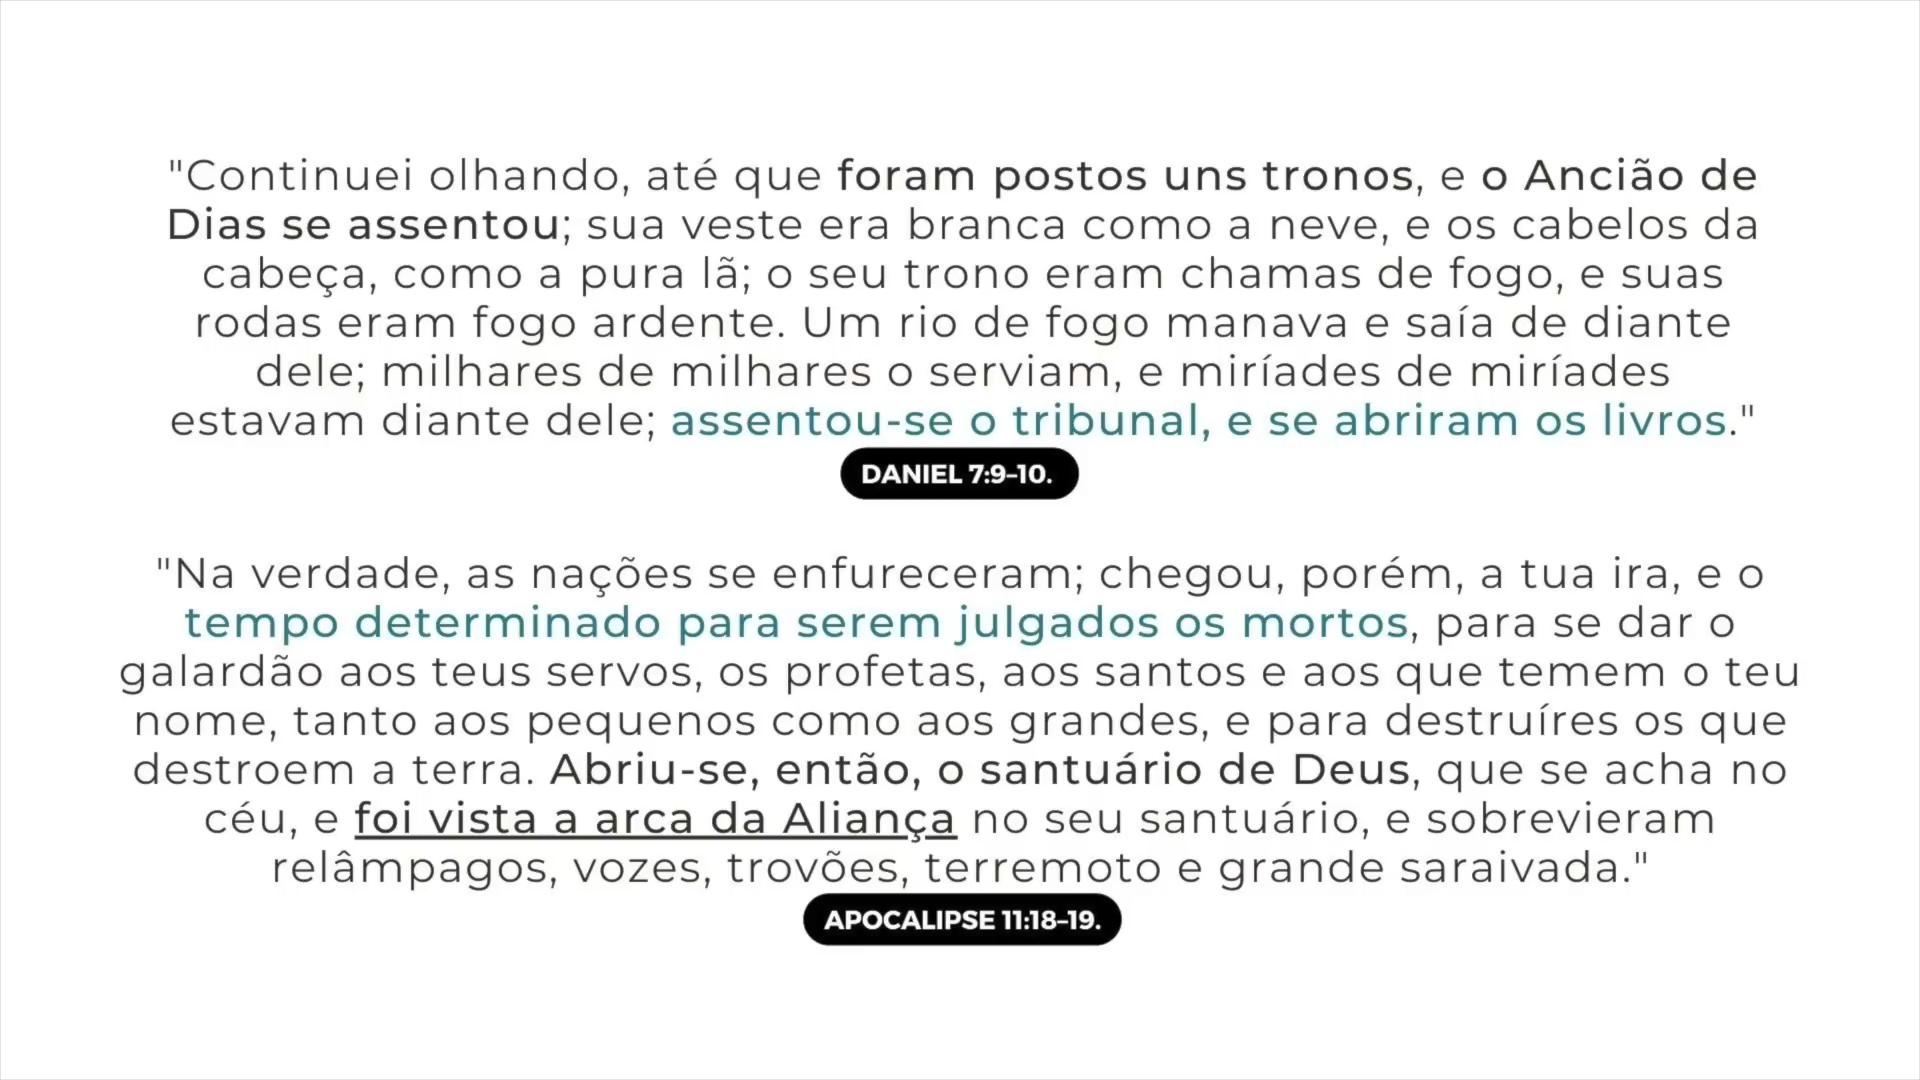 "Continuei olhando, até que foram postos uns tronos, e o Ancião de
Dias se assentou; sua veste era branca como a neve, e os cabelos da
cabeça, como a pura lã; o seu trono eram chamas de fogo, e suas
rodas eram fogo ardente. Um rio de fogo manava e saía de diante
dele; milhares de milhares o serviam, e miríades de miríades
estavam diante dele; assentou-se o tribunal, e se abriram os livros."
DANIEL 7:9–10.
"Na verdade, as nações se enfureceram; chegou, porém, a tua ira, e o
tempo determinado para serem julgados os mortos, para se dar o
galardão aos teus servos, os profetas, aos santos e aos que temem o teu
nome, tanto aos pequenos como aos grandes, e para destruíres os que
destroem a terra. Abriu-se, então, o santuário de Deus, que se acha no
céu, e foi vista a arca da Aliança no seu santuário, e sobrevieram
relâmpagos, vozes, trovões, terremoto e grande saraivada."
APOCALIPSE 11:18–19.